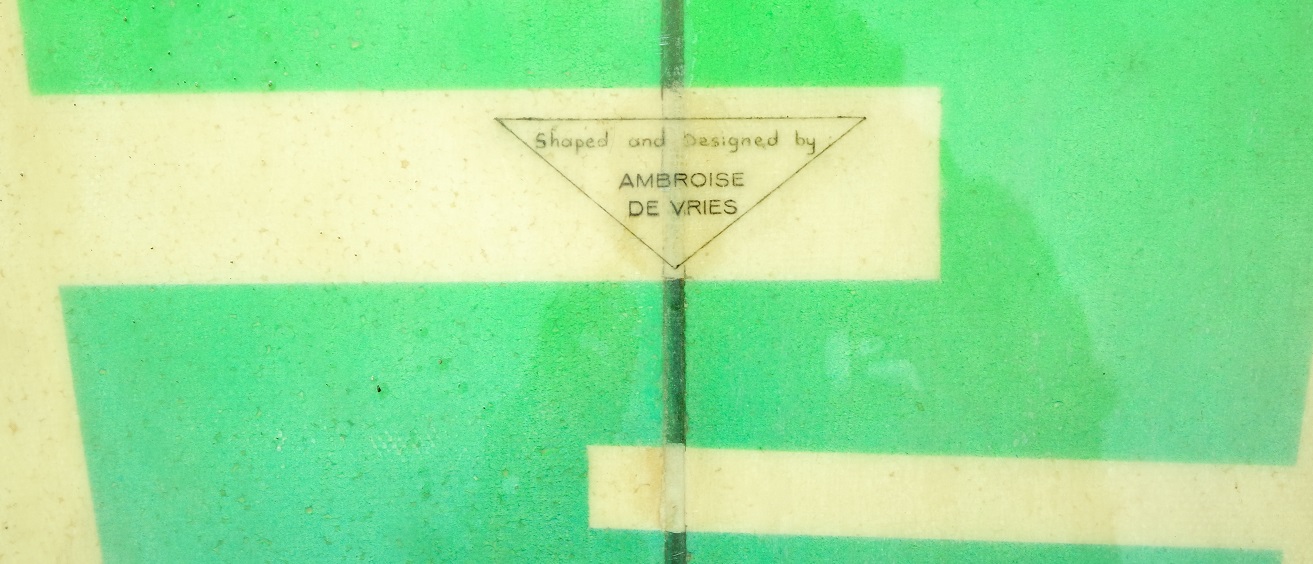 Shaped and Designed by
AMBROISE
DE VRIES